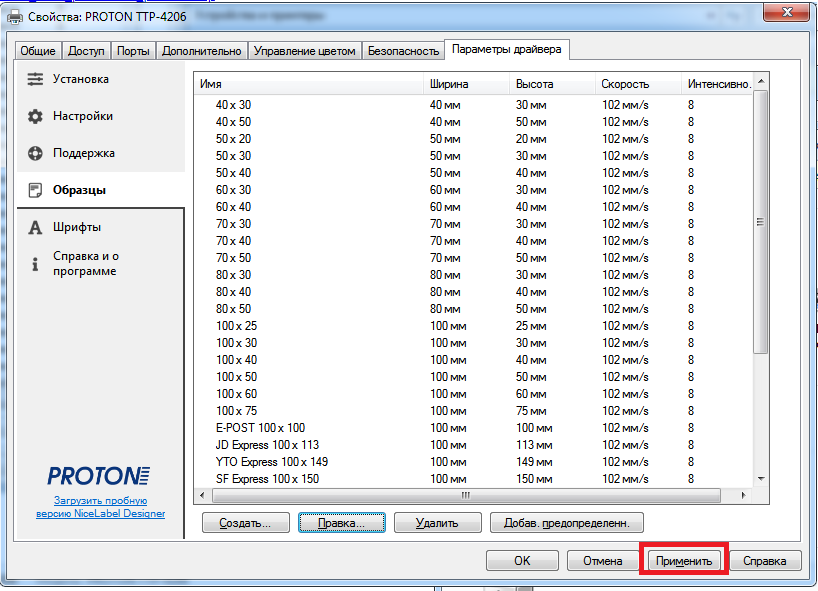 Свойства: PROTON TTP-4206
Общие Доступ Порты Дополнительно Управление цветом Безопасность Параметры драйвера
Установка
Настройки
Поддержка
Образцы
Шрифты
Справка и о
программе
PROTON
Загрузить пробную
версию NiceLabel Designer
Имя Ширина Высота Скорость Интенсивно.
40 x 30 40 мм 30 мм 102 мм/s 8
40 x 50 40 мм 50 мм 102 мм/s 8
50 x 20 50 мм 20 мм 102 мм/s 8
50 x 30 50 мм 30 мм 102 мм/s 8
50 x 40 50 мм 40 мм 102 мм/s 8
60 x 30 60 мм 30 мм 102 мм/s 8
60 x 40 60 мм 40 мм 102 мм/s 8
70 x 30 70 мм 30 мм 102 мм/s 8
70 x 40 70 мм 40 мм 102 мм/s 8
70 x 50 70 мм 50 мм 102 мм/s 8
80 x 30 80 мм 30 мм 102 мм/s 8
80 x 40 80 мм 40 мм 102 мм/s 8
80 x 50 80 мм 50 мм 102 мм/s 8
100 x 25 100 мм 25 мм 102 мм/s 8
100 x 30 100 мм 30 мм 102 мм/s 8
100 x 40 100 мм 40 мм 102 мм/s 8
100 x 50 100 мм 50 мм 102 мм/s 8
100 x 60 100 мм 60 мм 102 мм/s 8
100 x 75 100 мм 75 мм 102 мм/s 8
E-POST 100 x 100 100 мм 100 мм 102 мм/s 8
JD Express 100 x 113 100 мм 113 мм 102 мм/s 8
YTO Express 100 x 149 100 мм 149 мм 102 мм/s 8
SF Express 100 x 150 100 мм 150 мм 102 мм/s 8
Создать... Правка... Удалить Добав. предопределенн.
OK Отмена Применить Справка